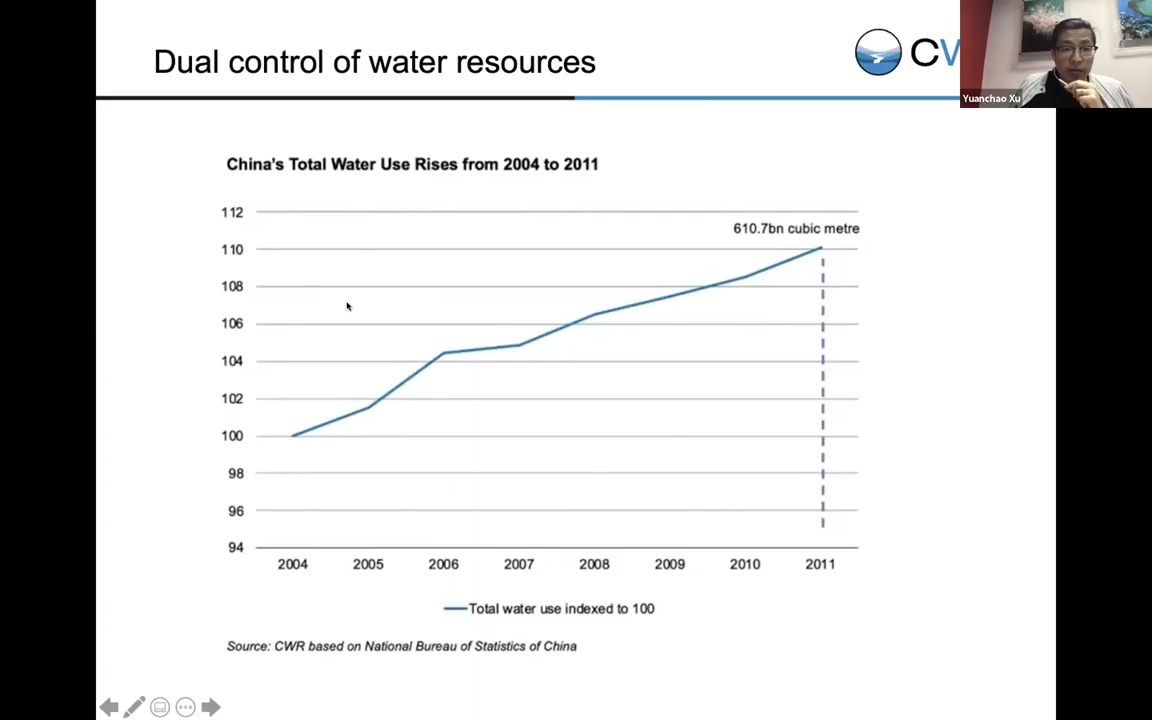 Dual control of water resources
CW
Yuanchao Xu
China's Total Water Use Rises from 2004 to 2011
112
610.7bn cubic metre
110
108
106
104
102
100
98
96
94
2004 2005 2006 2007 2008 2009 2010 2011
Total water use indexed to 100
Source: CWR based on National Bureau of Statistics of China